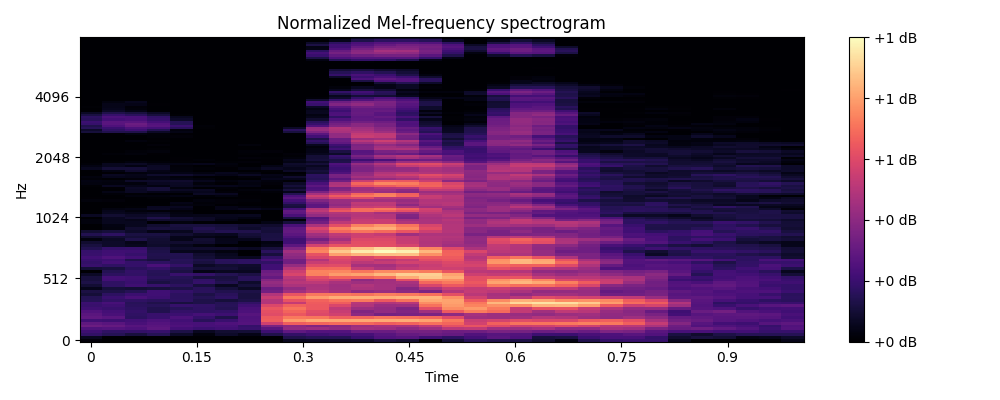 Normalized Mel-frequency spectrogram
Hz
4096
2048
1024
512
0
0 0.15 0.3 0.45 0.6 0.75 0.9
Time
+1 dB
+1 dB
+1 dB
+0 dB
+0 dB
+0 dB